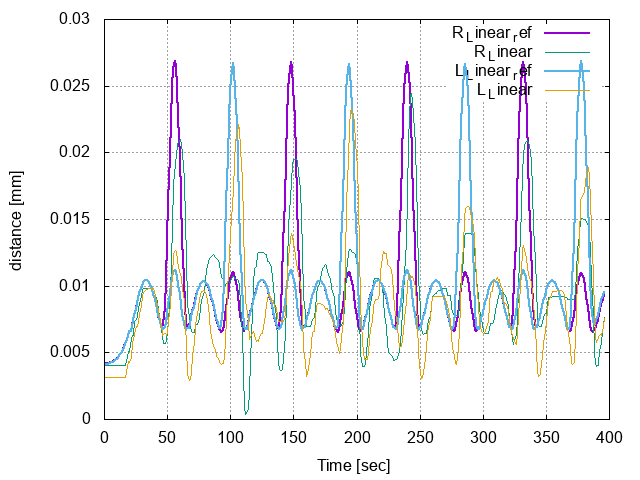 0.03
0.025
0.02
0.015
0.01
0.005
0
distance [mm]
0 50 100 150 200 250 300 350 400
Time [sec]
R_Linear_ref
R_Linear
L_Linear_ref
L_Linear